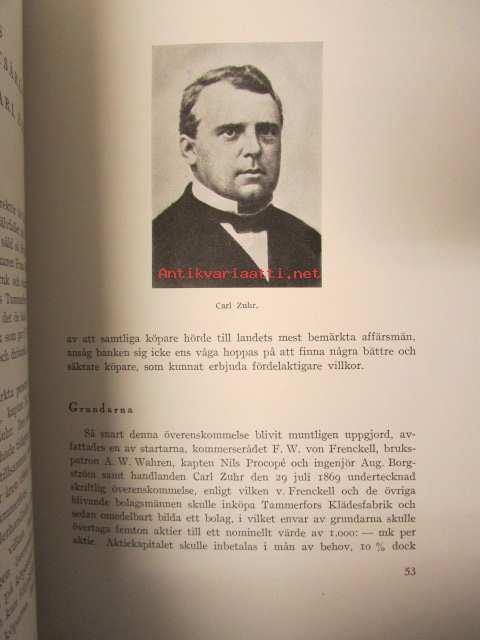 Antikvariaatti.net
Carl Zuhr.
av att samtliga köpare hörde till landets mest bemärkta affärsmän,
ansåg banken sig icke ens våga hoppas på att finna några bättre och
säkrare köpare, som kunnat erbjuda fördelaktigare villkor.
Grundarna
Så snart denna överenskommelse blivit muntligen uppgjord, av-
fattades en av startarna, kommerserådet F. W. von Frenckell, bruks-
patron A. W. Wahren, kapten Nils Procopé och ingenjör Aug. Borg-
ström samt handlanden Carl Zuhr den 29 juli 1869 undertecknad
skriftlig överenskommelse, enligt vilken v. Frenckell och de övriga
blivande bolagsmännen skulle inköpa Tammerfors Klädesfabrik och
sedan omedelbart bilda ett bolag, i vilket envar av grundarna skulle
övertaga femton aktier till ett nominellt värde av 1.000: — mk per
aktie. Aktiekapitalet skulle inbetalas i mån av behov, 10 % dock
53